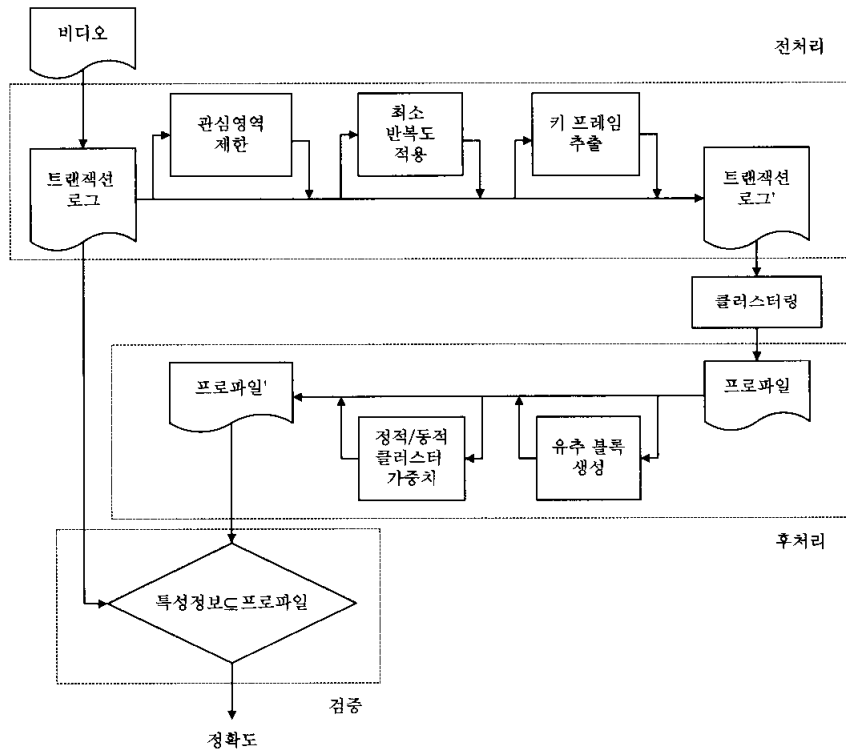 비디오
전처리
관심영역
제한
최소
반복도
적용
키 프레임
추출
트랜잭션
로그
트랜잭션
로그'
클러스터링
프로파일'
프로파일
정적/동적
클러스터
가중치
유추 블록
생성
후처리
특성정보⊆프로파일
검증
정확도